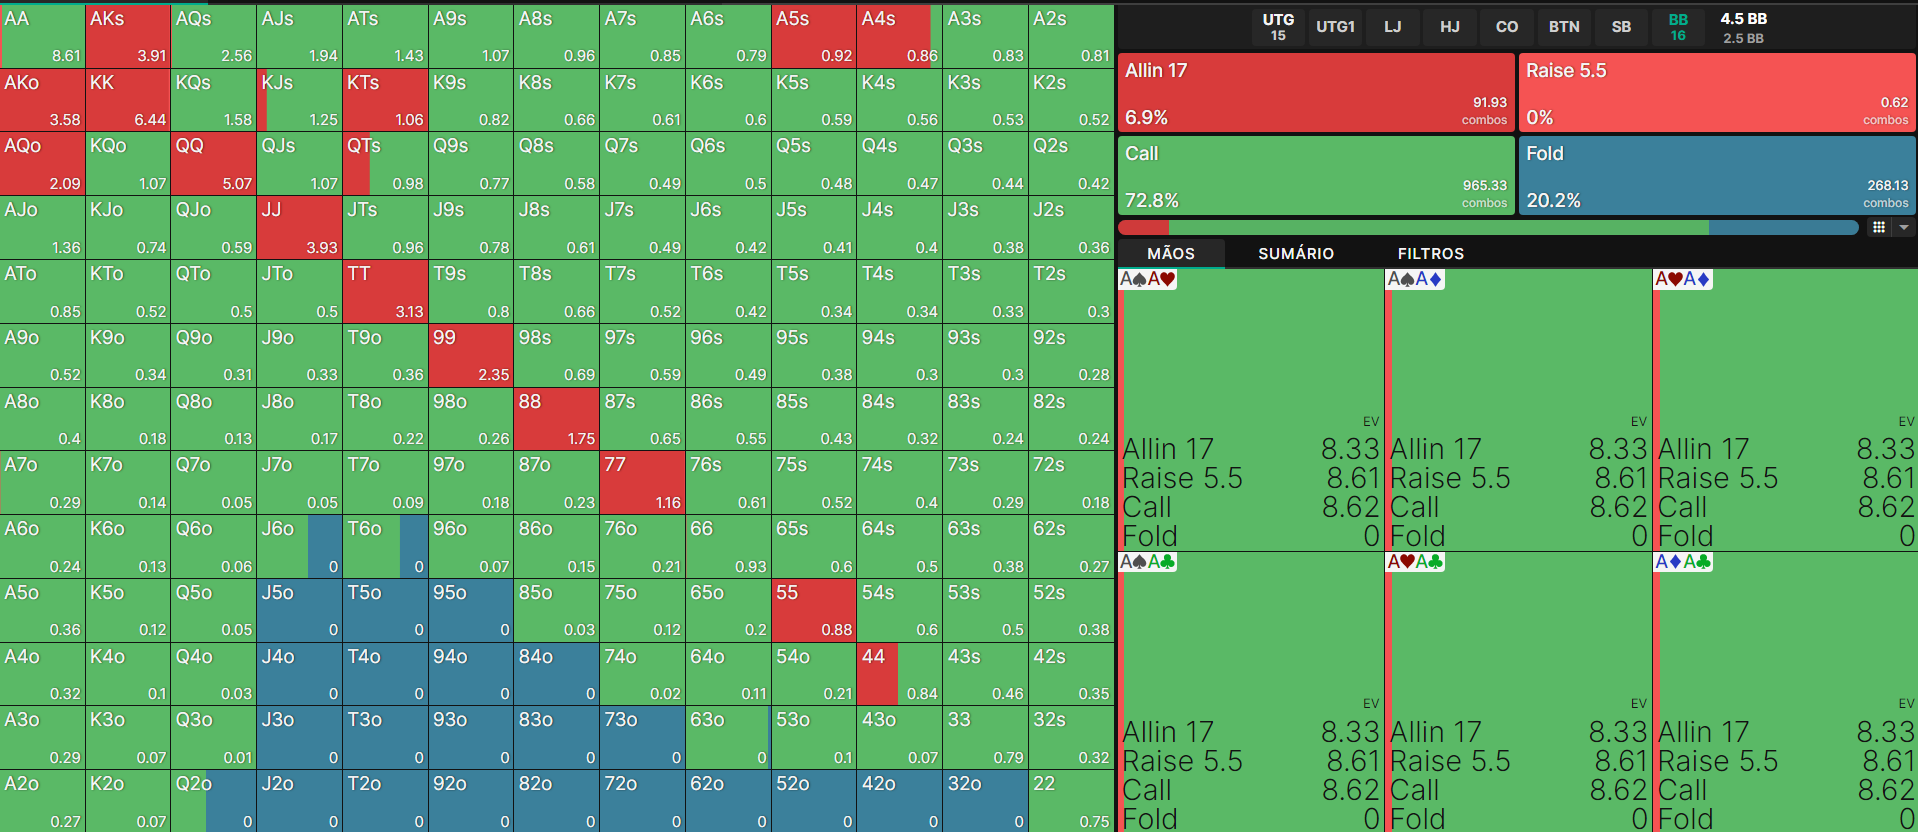 AA AKs AQs AJs ATs A9s A8s A7s A6s A5s A4s A3s A2s
8.61 3.91 2.56 1.94 1.43 1.07 0.96 0.85 0.79 0.92 0.86 0.83 0.81
AKo KK KQs KJs KTs K9s K8s K7s K6s K5s K4s K3s K2s
3.58 6.44 1.58 1.25 1.06 0.82 0.66 0.61 0.6 0.59 0.56 0.53 0.52
AQo KQo QQ QJs QTs Q9s Q8s Q7s Q6s Q5s Q4s Q3s Q2s
2.09 1.07 5.07 1.07 0.98 0.77 0.58 0.49 0.5 0.48 0.47 0.44 0.42
AJo KJo QJo JJ JTs J9s J8s J7s J6s J5s J4s J3s J2s
1.36 0.74 0.59 3.93 0.96 0.78 0.61 0.49 0.42 0.41 0.4 0.38 0.36
ATo KTo QTo JTo TT T9s T8s T7s T6s T5s T4s T3s T2s
0.85 0.52 0.5 0.5 3.13 0.8 0.66 0.52 0.42 0.34 0.34 0.33 0.3
A9o K9o Q9o J9o T9o 99 98s 97s 96s 95s 94s 93s 92s
0.52 0.34 0.31 0.33 0.36 2.35 0.69 0.59 0.49 0.38 0.3 0.3 0.28
A8o K8o Q8o J8o T8o 98o 88 87s 86s 85s 84s 83s 82s
0.4 0.18 0.13 0.17 0.22 0.26 1.75 0.65 0.55 0.43 0.32 0.24 0.24
A7o K7o Q7o J7o T7o 97o 87o 77 76s 75s 74s 73s 72s
0.29 0.14 0.05 0.05 0.09 0.18 0.23 1.16 0.61 0.52 0.4 0.29 0.18
A6o K6o Q6o J6o T6o 96o 86o 76o 66 65s 64s 63s 62s
0.24 0.13 0.06 0 0 0.07 0.15 0.21 0.93 0.6 0.5 0.38 0.27
A5o K5o Q5o J5o T5o 95o 85o 75o 65o 55 54s 53s 52s
0.36 0.12 0.05 0 0 0 0.03 0.12 0.2 0.88 0.6 0.5 0.38
A4o K4o Q4o J4o T4o 94o 84o 74o 64o 54o 44 43s 42s
0.32 0.1 0.03 0 0 0 0 0.02 0.11 0.21 0.84 0.46 0.35
A3o K3o Q3o J3o T3o 93o 83o 73o 63o 53o 43o 33 32s
0.29 0.07 0.01 0 0 0 0 0 0 0.1 0.07 0.79 0.32
A2o K2o Q2o J2o T2o 92o 82o 72o 62o 52o 42o 32o 22
0.27 0.07 0 0 0 0 0 0 0 0 0 0 0.75
UTG UTG1 LJ HJ CO BTN SB BB 4.5 BB
15 16 2.5 BB
Allin 17 Raise 5.5
91.93 0.62
6.9% combos 0% combos
Call Fold
965.33 268.13
72.8% combos 20.2% combos
MÃOS SUMÁRIO FILTROS
A♠A♥ A♠A♦ A♥A♦
EV EV EV
Allin 17 8.33 Allin 17 8.33 Allin 17 8.33
Raise 5.5 8.61 Raise 5.5 8.61 Raise 5.5 8.61
Call 8.62 Call 8.62 Call 8.62
Fold 0 Fold 0 Fold 0
A♠A♣ A♥A♣ A♦A♣
EV EV EV
Allin 17 8.33 Allin 17 8.33 Allin 17 8.33
Raise 5.5 8.61 Raise 5.5 8.61 Raise 5.5 8.61
Call 8.62 Call 8.62 Call 8.62
Fold 0 Fold 0 Fold 0